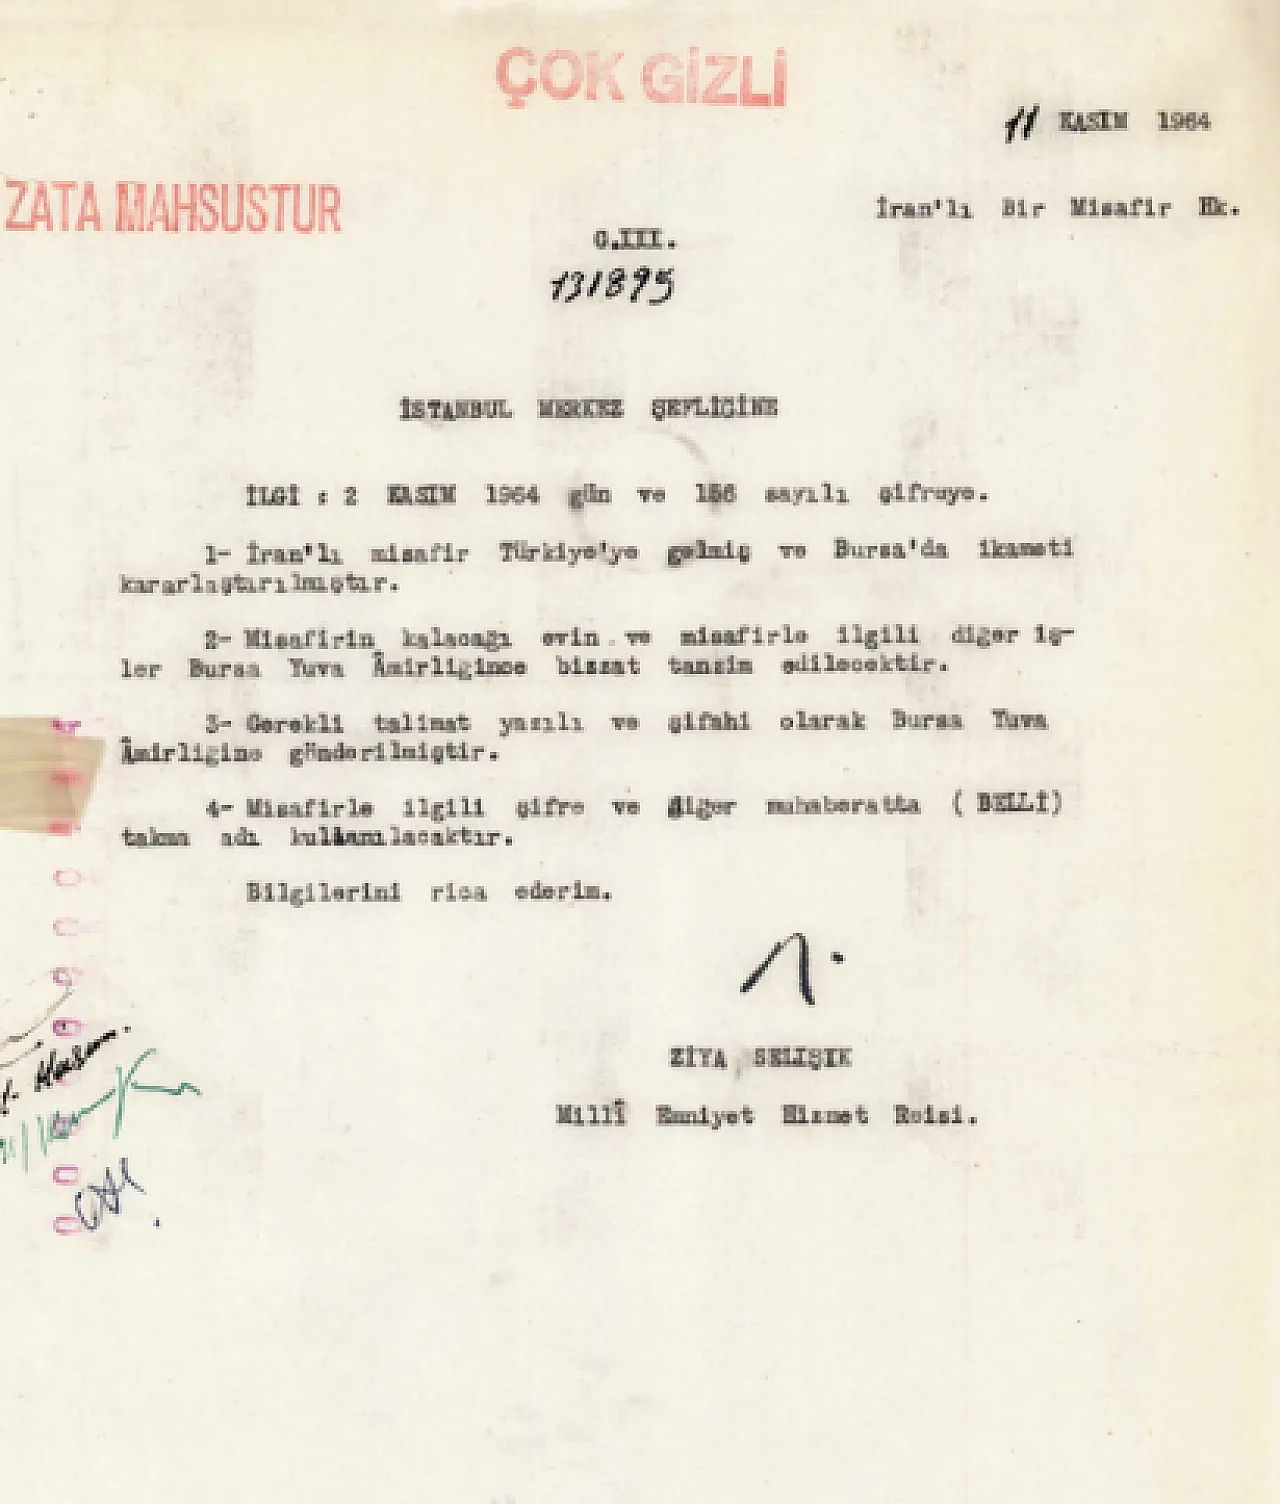 ÇOK GİZLİ
11 KASIM 1964
ZATA MAHSUSTUR
İran'lı Bir Misafir Hk.
C.III.
131895
İSTANBUL MERKEZ ŞEFLİĞİNE
İLGİ : 2 KASIM 1964 gün ve 156 sayılı şifreye.
1- İran'lı misafir Türkiye'ye gelmiş ve Bursa'da ikameti
kararlaştırılmıştır.
2- Misafirin kalacağı evin ve misafirle ilgili diğer iş-
ler Bursa Yuva Âmirliğince bizzat tanzim edilecektir.
3- Gerekli talimat yazılı ve şifahi olarak Bursa Yuva
Âmirliğine gönderilmiştir.
4- Misafirle ilgili şifre ve diğer muhaberatta ( BELLİ)
takma adı kullanılacaktır.
Bilgilerini rica ederim.
ZİYA SELIŞIK
Millî Emniyet Hizmet Reisi.